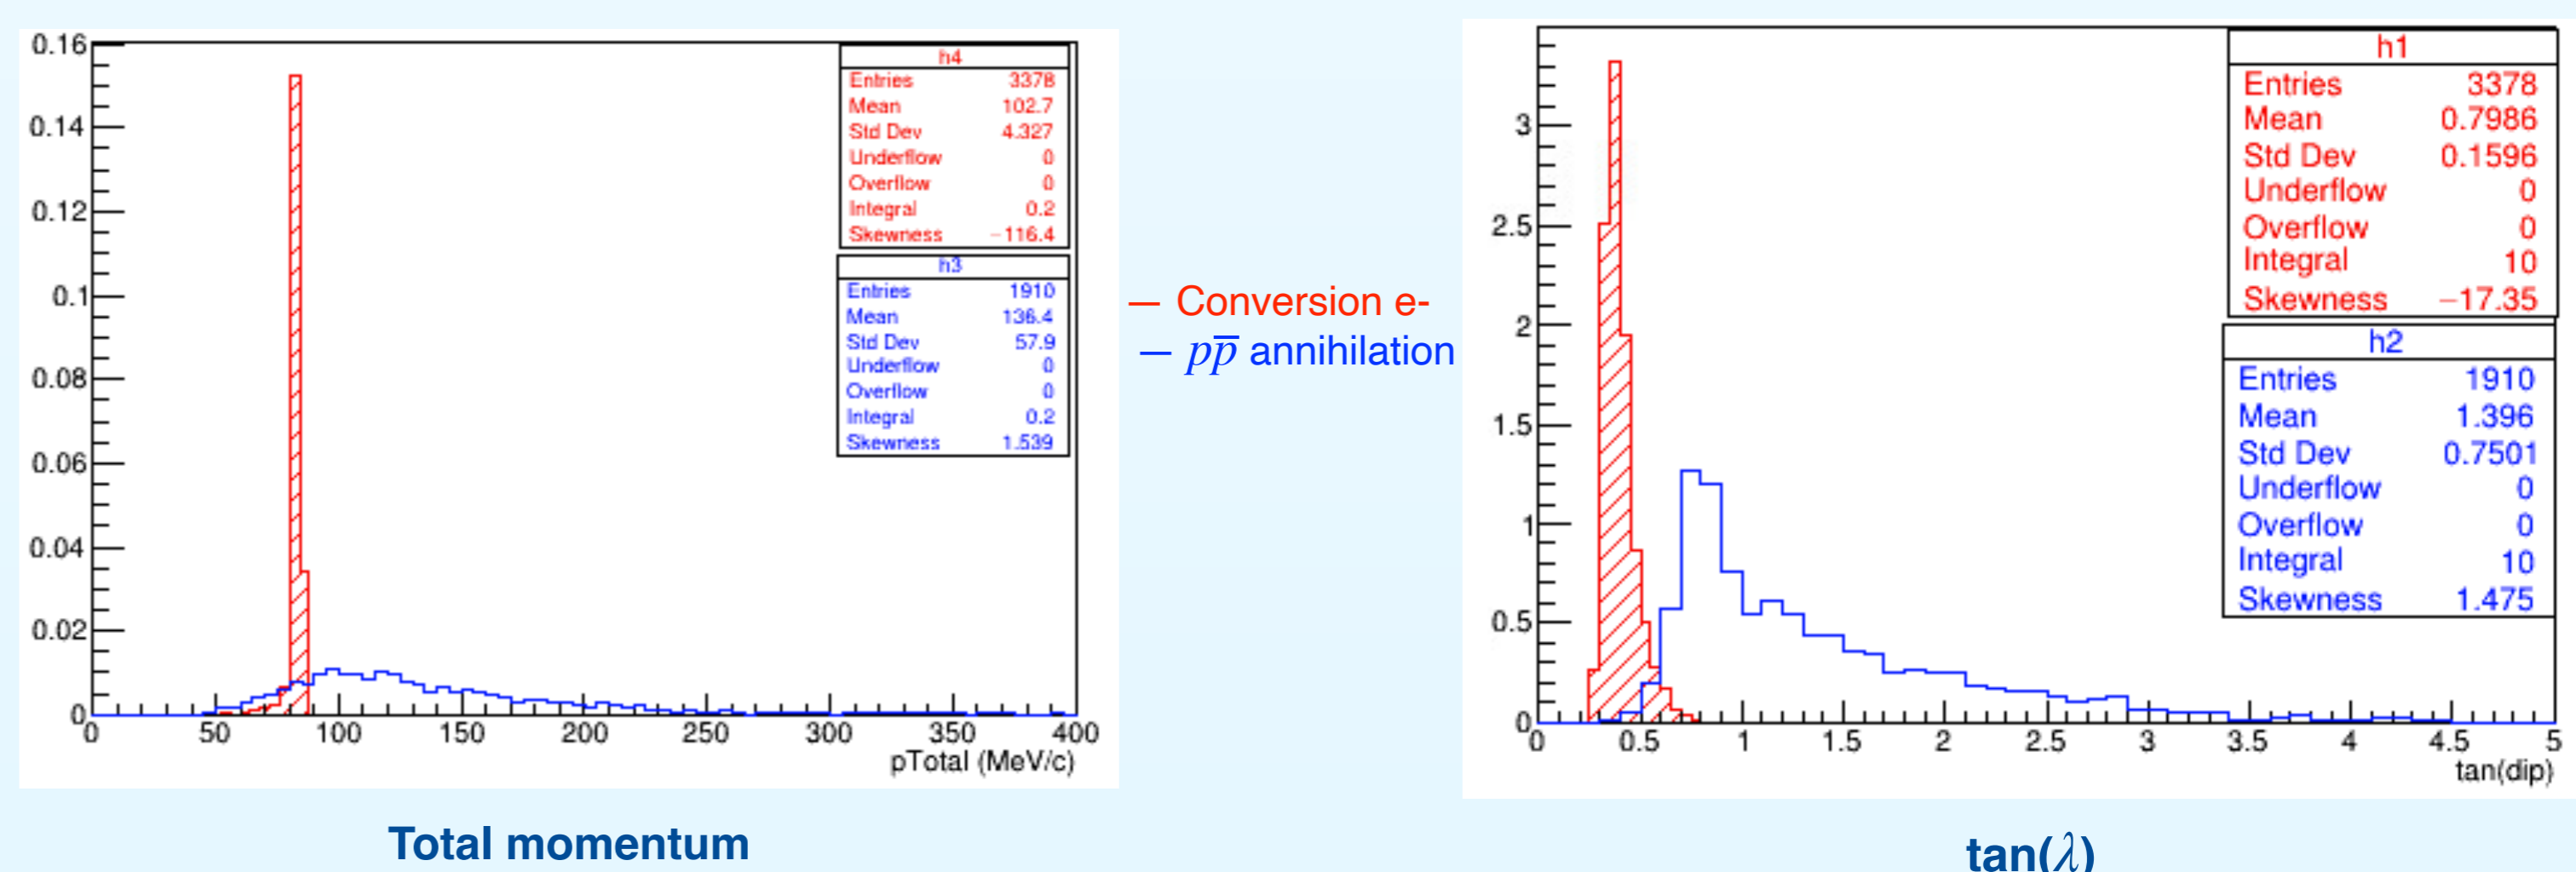 0.16
0.14
0.12
0.1
0.08
0.06
0.04
0.02
0
0 50 100 150 200 250 300 350 400
pTotal (MeV/c)
h4
Entries 3378
Mean 102.7
Std Dev 4.327
Underflow 0
Overflow 0
Integral 0.2
Skewness −116.4
h3
Entries 1910
Mean 136.4
Std Dev 57.9
Underflow 0
Overflow 0
Integral 0.2
Skewness 1.539
Total momentum
— Conversion e-
— pp̅ annihilation
3
2.5
2
1.5
1
0.5
0
0 0.5 1 1.5 2 2.5 3 3.5 4 4.5 5
tan(dip)
h1
Entries 3378
Mean 0.7986
Std Dev 0.1596
Underflow 0
Overflow 0
Integral 10
Skewness −17.35
h2
Entries 1910
Mean 1.396
Std Dev 0.7501
Underflow 0
Overflow 0
Integral 10
Skewness 1.475
tan(λ)